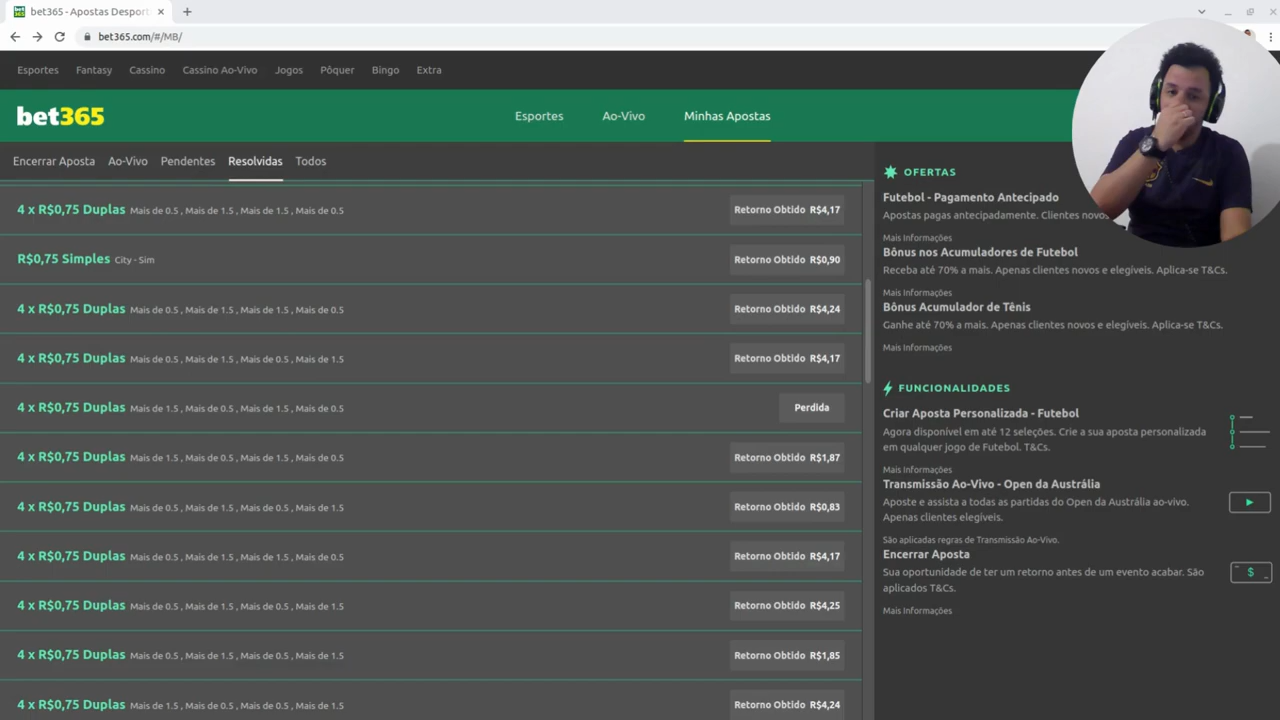 bet365 - Apostas Desport
bet365.com/#/MB/
Esportes Fantasy Cassino Cassino Ao-Vivo Jogos Pôquer Bingo Extra
bet365
Esportes Ao-Vivo Minhas Apostas
Encerrar Aposta Ao-Vivo Pendentes Resolvidas Todos
4 x R$0,75 Duplas Mais de 0.5 , Mais de 1.5 , Mais de 1.5 , Mais de 0.5 Retorno Obtido R$4,17
R$0,75 Simples City - Sim Retorno Obtido R$0,90
4 x R$0,75 Duplas Mais de 0.5 , Mais de 1.5 , Mais de 1.5 , Mais de 0.5 Retorno Obtido R$4,24
4 x R$0,75 Duplas Mais de 0.5 , Mais de 1.5 , Mais de 0.5 , Mais de 1.5 Retorno Obtido R$4,17
4 x R$0,75 Duplas Mais de 1.5 , Mais de 0.5 , Mais de 1.5 , Mais de 0.5 Perdida
4 x R$0,75 Duplas Mais de 1.5 , Mais de 0.5 , Mais de 1.5 , Mais de 0.5 Retorno Obtido R$1,87
4 x R$0,75 Duplas Mais de 0.5 , Mais de 1.5 , Mais de 0.5 , Mais de 1.5 Retorno Obtido R$0,83
4 x R$0,75 Duplas Mais de 0.5 , Mais de 1.5 , Mais de 1.5 , Mais de 0.5 Retorno Obtido R$4,17
4 x R$0,75 Duplas Mais de 0.5 , Mais de 0.5 , Mais de 1.5 , Mais de 1.5 Retorno Obtido R$4,25
4 x R$0,75 Duplas Mais de 0.5 , Mais de 1.5 , Mais de 0.5 , Mais de 1.5 Retorno Obtido R$1,85
4 x R$0,75 Duplas Mais de 1.5 , Mais de 0.5 , Mais de 0.5 , Mais de 1.5 Retorno Obtido R$4,24
OFERTAS
Futebol - Pagamento Antecipado
Apostas pagas antecipadamente. Clientes novos
Mais Informações
Bônus nos Acumuladores de Futebol
Receba até 70% a mais. Apenas clientes novos e elegíveis. Aplica-se T&Cs.
Mais Informações
Bônus Acumulador de Tênis
Ganhe até 70% a mais. Apenas clientes novos e elegíveis. Aplica-se T&Cs.
Mais Informações
FUNCIONALIDADES
Criar Aposta Personalizada - Futebol
Agora disponível em até 12 seleções. Crie a sua aposta personalizada
em qualquer jogo de Futebol. T&Cs.
Mais Informações
Transmissão Ao-Vivo - Open da Austrália
Aposte e assista a todas as partidas do Open da Austrália ao-vivo.
Apenas clientes elegíveis.
São aplicadas regras de Transmissão Ao-Vivo.
Encerrar Aposta
Sua oportunidade de ter um retorno antes de um evento acabar. São
aplicados T&Cs.
Mais Informações